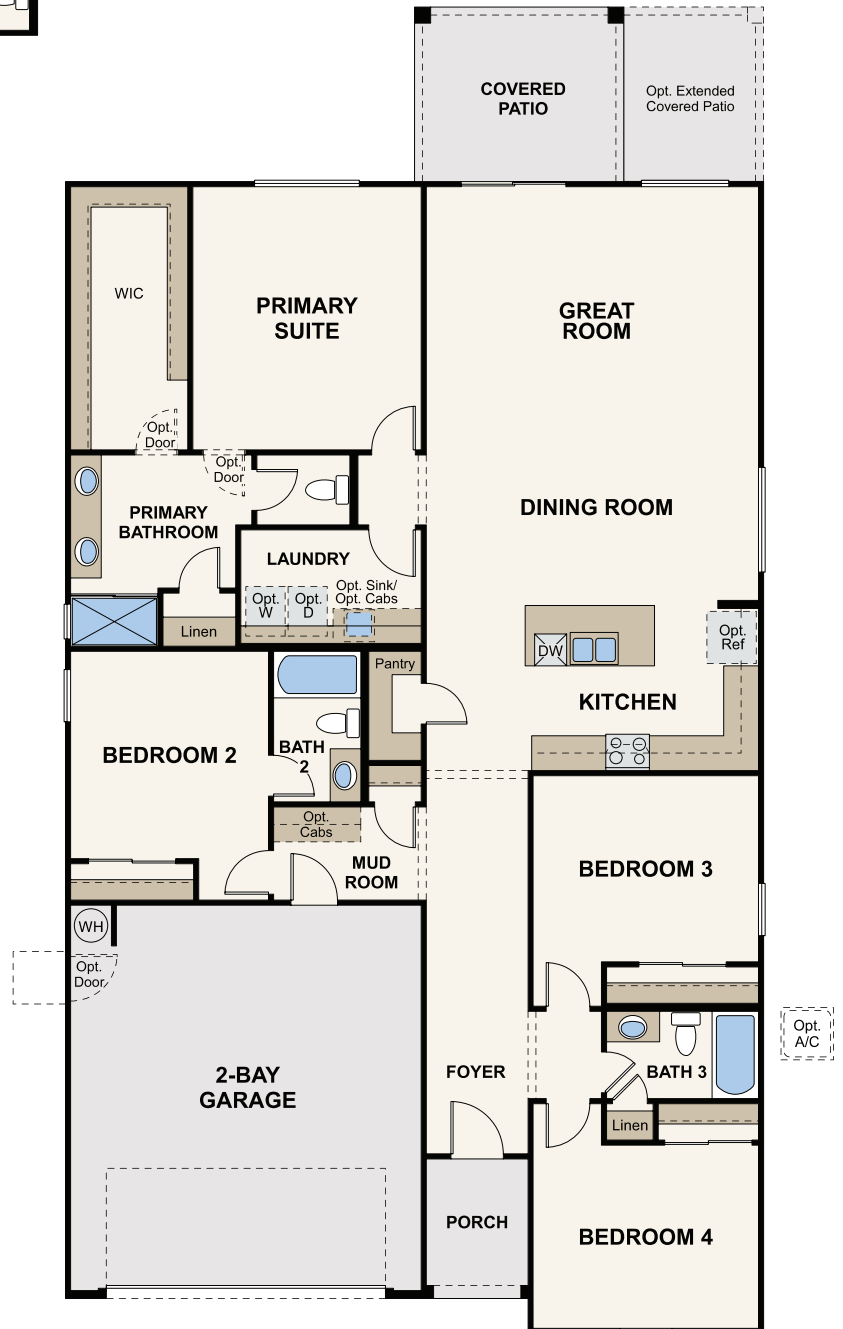 COVERED
PATIO
Opt. Extended
Covered Patio
WIC
PRIMARY
SUITE
GREAT
ROOM
Opt.
Door
Opt.
Door
PRIMARY
BATHROOM
DINING ROOM
LAUNDRY
Opt.
W
Opt.
D
Opt. Sink/
Opt. Cabs
Linen
DW
Opt.
Ref
Pantry
KITCHEN
BEDROOM 2
BATH
2
Opt.
Cabs
MUD
ROOM
BEDROOM 3
WH
Opt.
Door
Opt.
A/C
2-BAY
GARAGE
FOYER
BATH 3
Linen
PORCH
BEDROOM 4